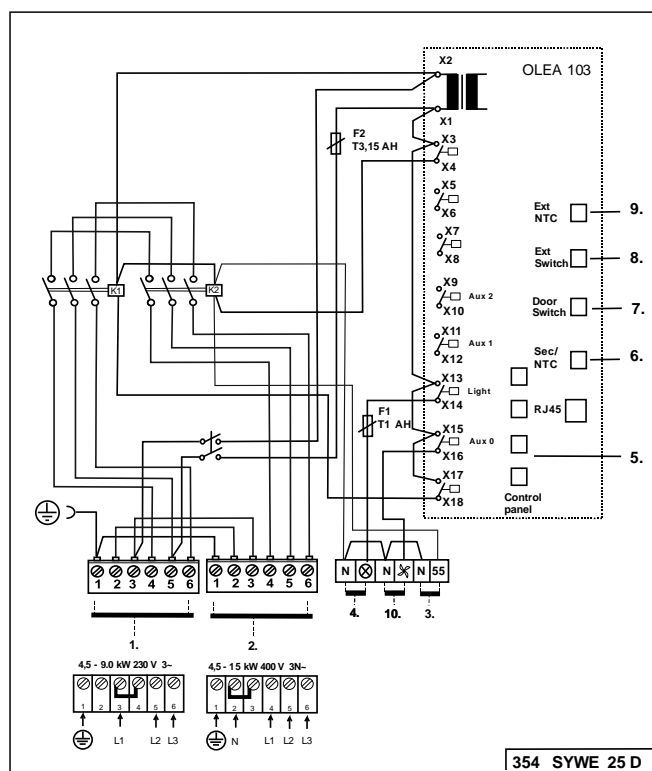 OLEA 103
X2
X1
F2
T3,15 AH
X3
X4
X5
X6
X7
X8
X9
Aux 2
X10
X11
Aux 1
X12
X13
Light
X14
X15
Aux 0
X16
X17
X18
Ext
NTC
9.
Ext
Switch
8.
Door
Switch
7.
Sec/
NTC
6.
RJ45
5.
Control
panel
K1
K2
F1
T1 AH
1 2 3 4 5 6
1 2 3 4 5 6
N N N 55
1.
2.
4.
10.
3.
4,5 - 9.0 kW 230 V 3~
1 2 3 4 5 6
L1 L2 L3
4,5 - 15 kW 400 V 3N~
1 2 3 4 5 6
N L1 L2 L3
354 SYWE 25 D